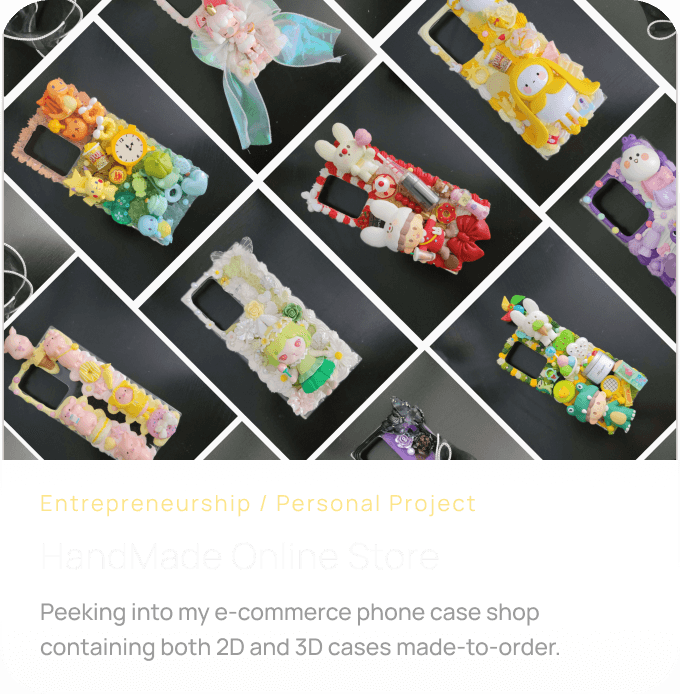 Entrepreneurship / Personal Project
HandMade Online Store
Peeking into my e-commerce phone case shop
containing both 2D and 3D cases made-to-order.